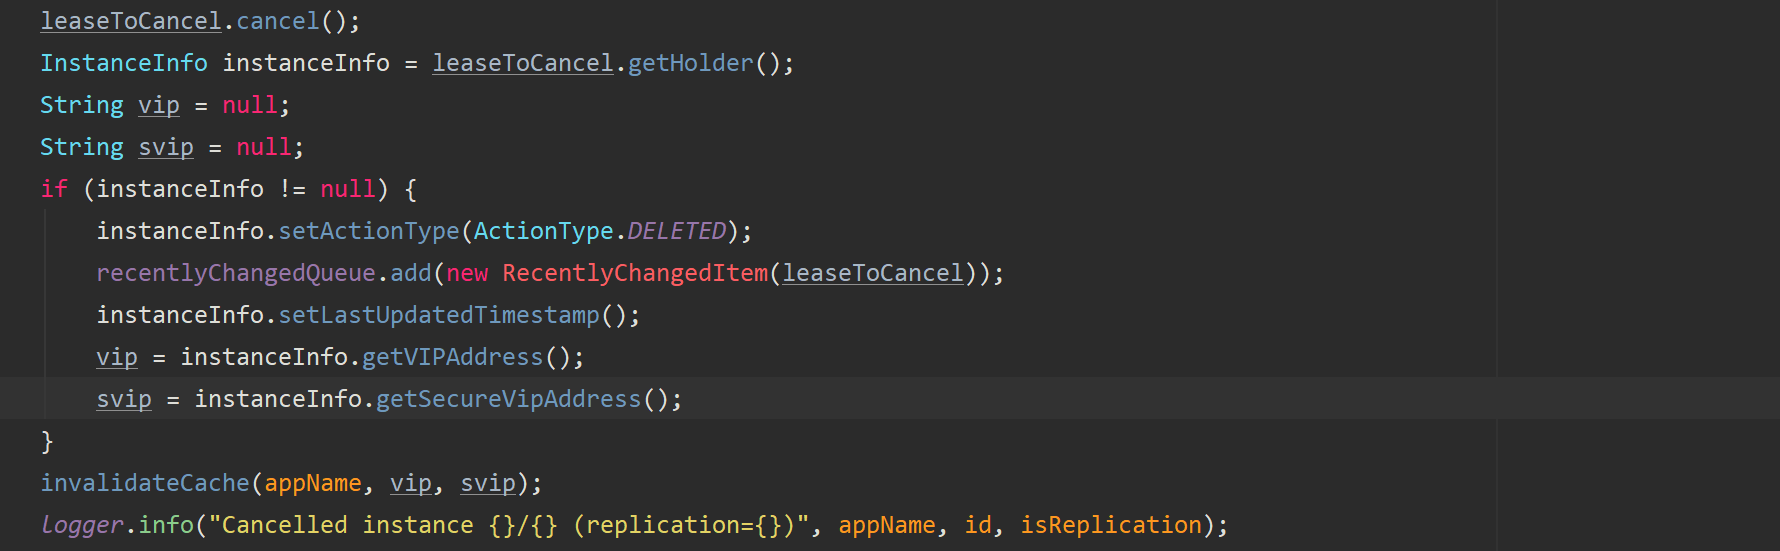 leaseToCancel.cancel();
InstanceInfo instanceInfo = leaseToCancel.getHolder();
String vip = null;
String svip = null;
if (instanceInfo != null) {
    instanceInfo.setActionType(ActionType.DELETED);
    recentlyChangedQueue.add(new RecentlyChangedItem(leaseToCancel));
    instanceInfo.setLastUpdatedTimestamp();
    vip = instanceInfo.getVIPAddress();
    svip = instanceInfo.getSecureVipAddress();
}
invalidateCache(appName, vip, svip);
logger.info("Cancelled instance {}/{} (replication={})", appName, id, isReplication);